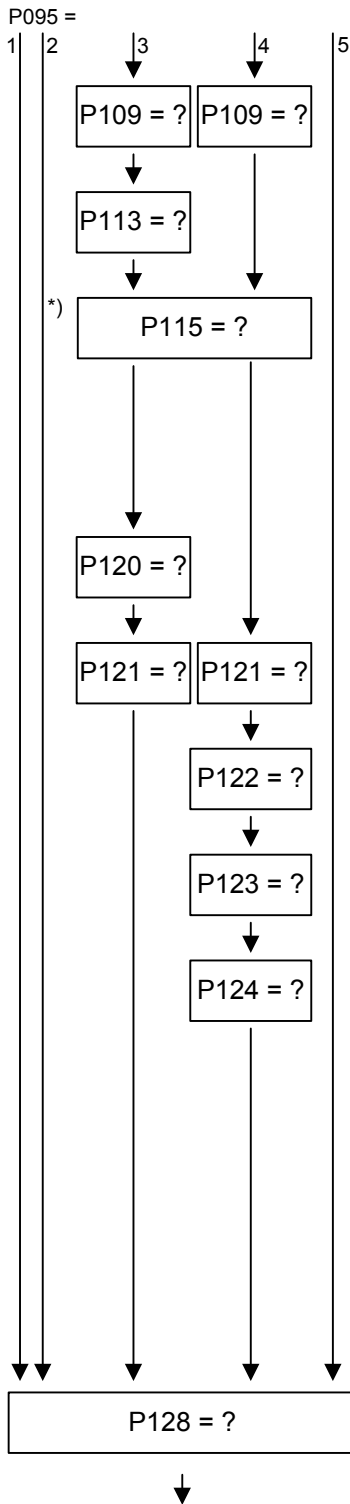 P095 =
1 2 3 4 5
P109 = ? P109 = ?
P113 = ?
*) P115 = ?
P120 = ?
P121 = ? P121 = ?
P122 = ?
P123 = ?
P124 = ?
P128 = ?